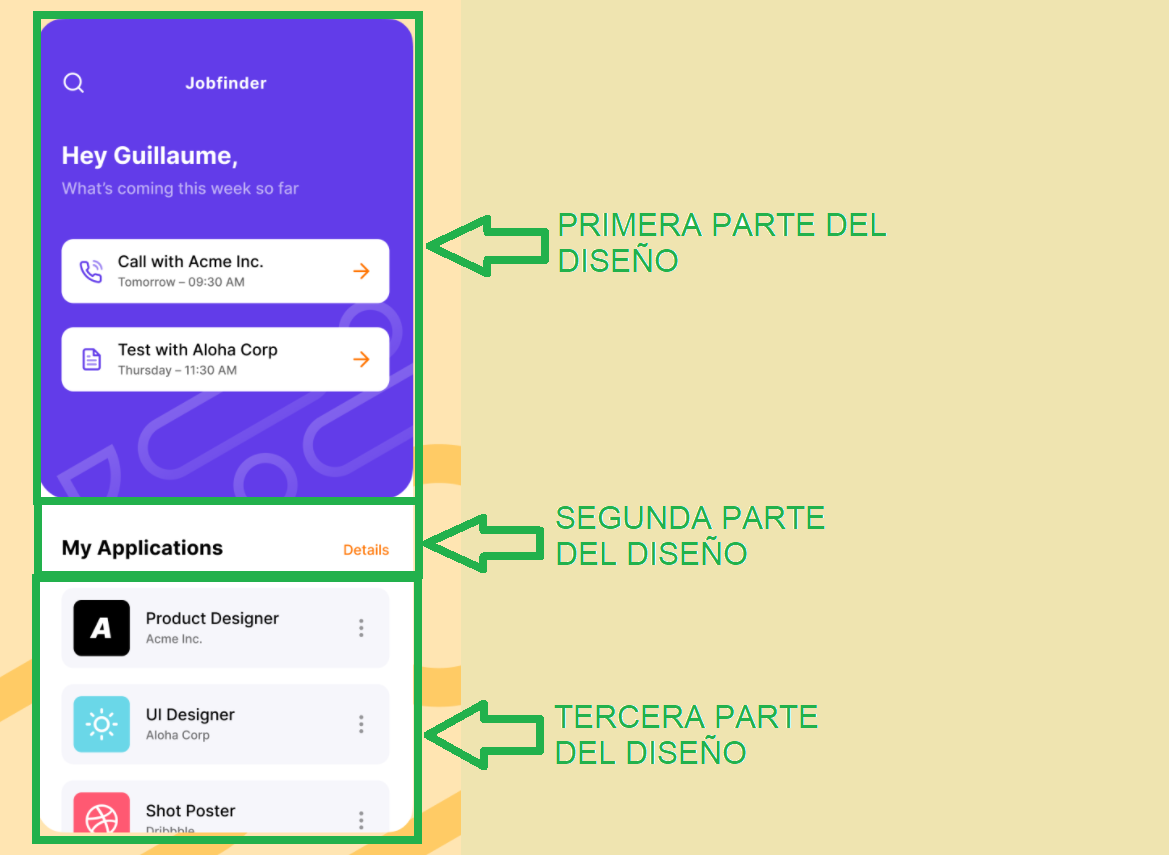 Jobfinder
Hey Guillaume,
What's coming this week so far
Call with Acme Inc.
Tomorrow – 09:30 AM
Test with Aloha Corp
Thursday – 11:30 AM
PRIMERA PARTE DEL
DISEÑO
My Applications
Details
SEGUNDA PARTE
DEL DISEÑO
A
Product Designer
Acme Inc.
UI Designer
Aloha Corp
Shot Poster
Dribbble
TERCERA PARTE
DEL DISEÑO